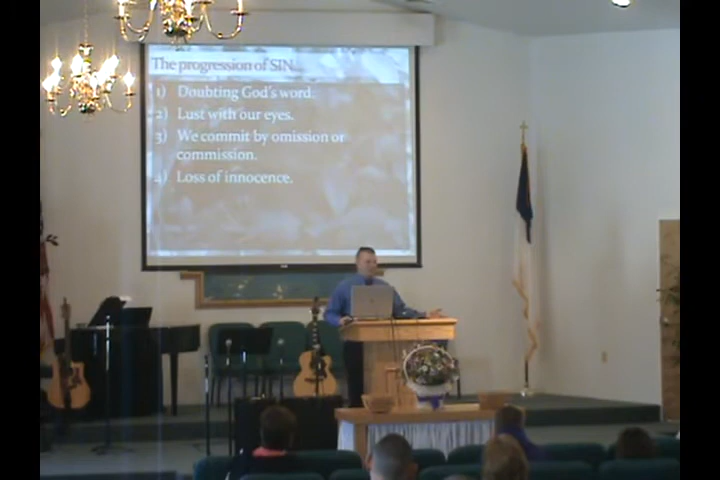 The progression of SIN...
1) Doubting God's word.
2) Lust with our eyes.
3) We commit by omission or
commission.
4) Loss of innocence.